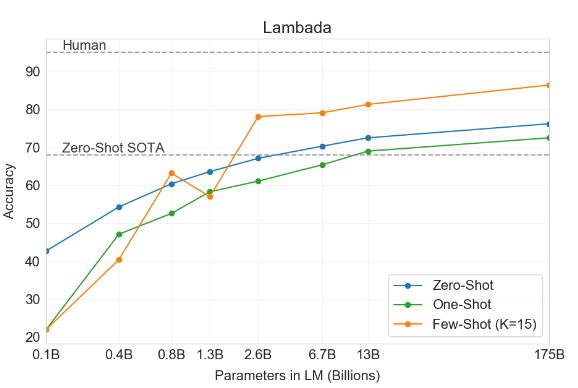 Lambada
Human
90
80
70
Zero-Shot SOTA
60
50
40
30
20
Accuracy
Zero-Shot
One-Shot
Few-Shot (K=15)
0.1B 0.4B 0.8B 1.3B 2.6B 6.7B 13B 175B
Parameters in LM (Billions)